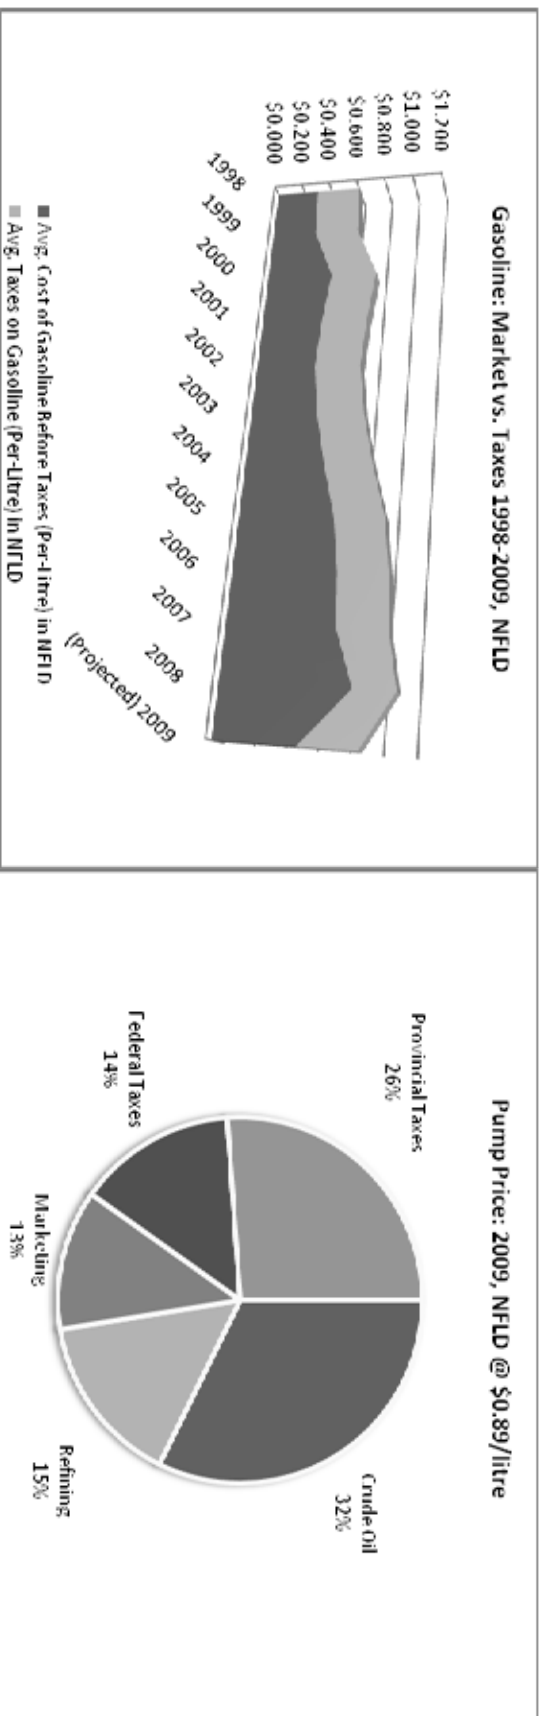 Gasoline: Market vs. Taxes 1998-2009, NFLD
$1.200
$1.000
$0.800
$0.600
$0.400
$0.200
$0.000
1998
1999
2000
2001
2002
2003
2004
2005
2006
2007
2008
(Projected) 2009
Avg. Cost of Gasoline Before Taxes (Per-Litre) in NFLD
Avg. Taxes on Gasoline (Per-Litre) in NFLD
Pump Price: 2009, NFLD @ $0.89/litre
Provincial Taxes
26%
Crude Oil
32%
Federal Taxes
14%
Marketing
13%
Refining
15%